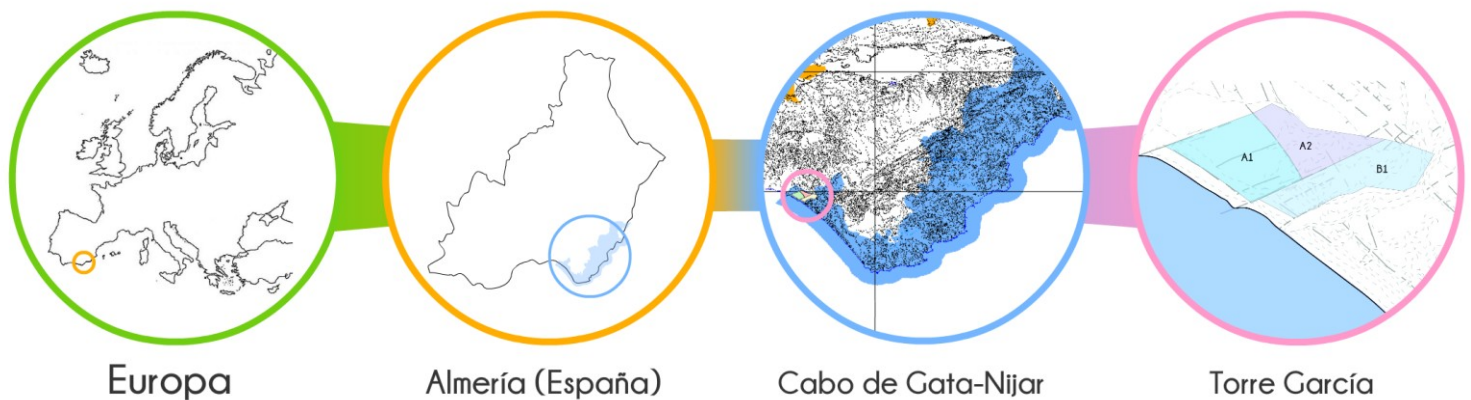 A1
A2
B1
Europa
Almería (España)
Cabo de Gata-Nijar
Torre García